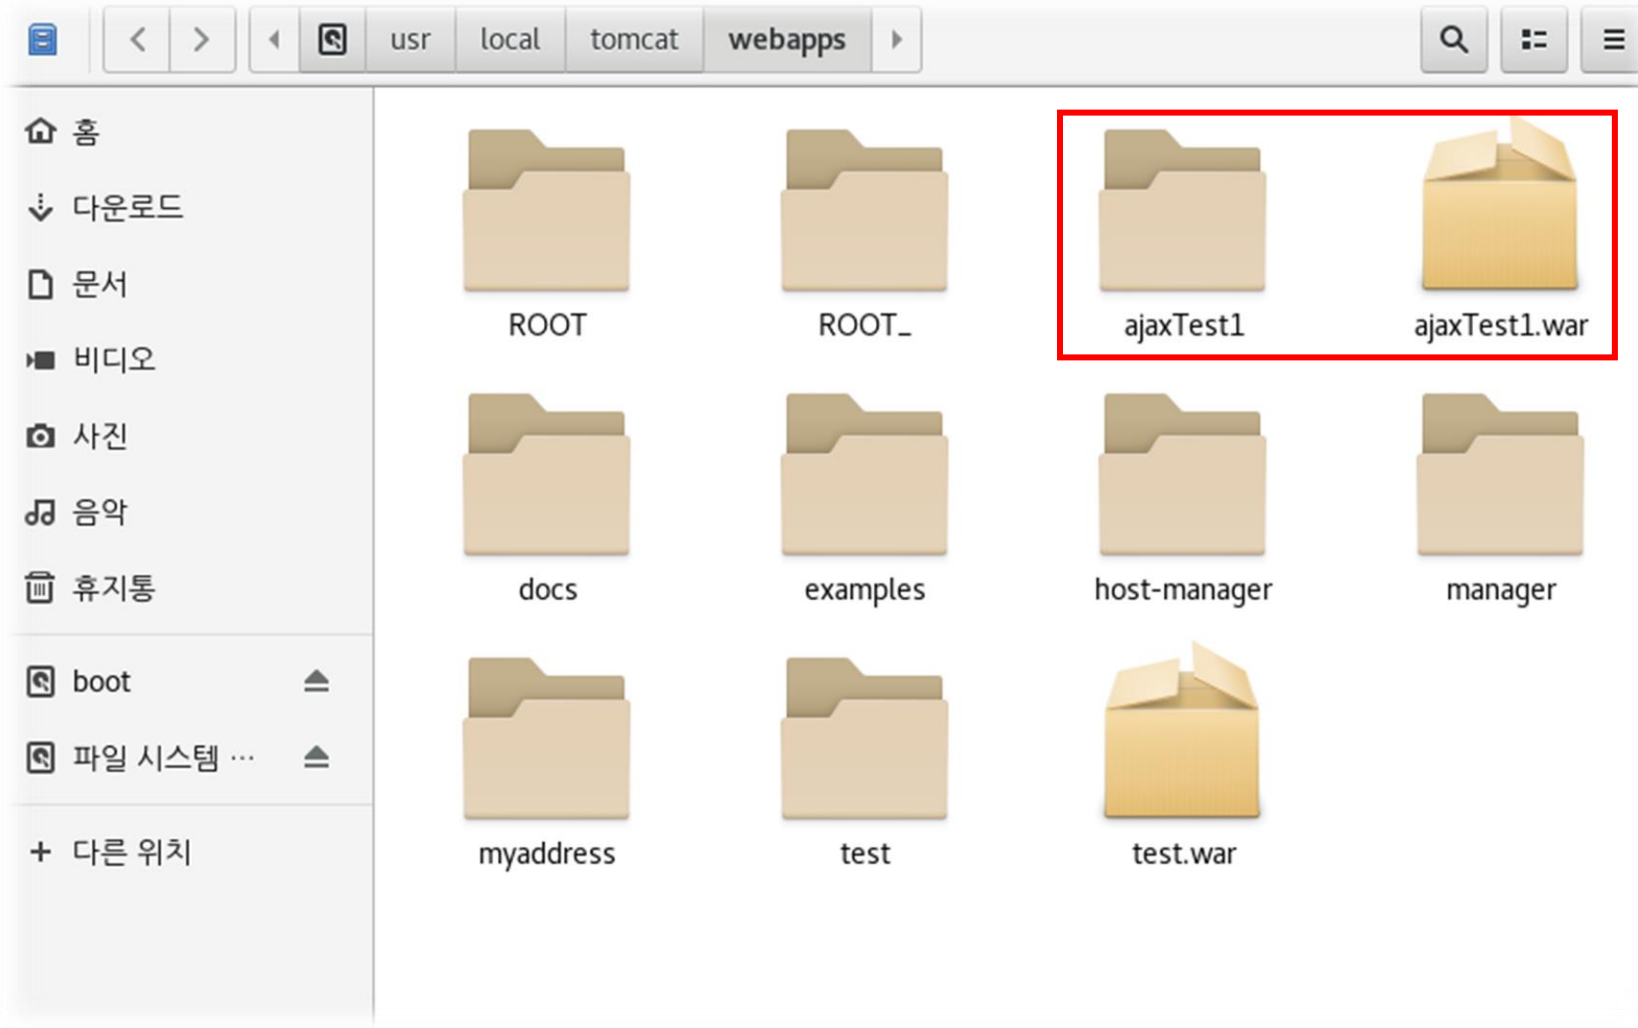 usr local tomcat webapps
홈
다운로드
문서
비디오
사진
음악
휴지통
boot
파일 시스템 ⋯
다른 위치
ROOT ROOT_ ajaxTest1 ajaxTest1.war
docs examples host-manager manager
myaddress test test.war